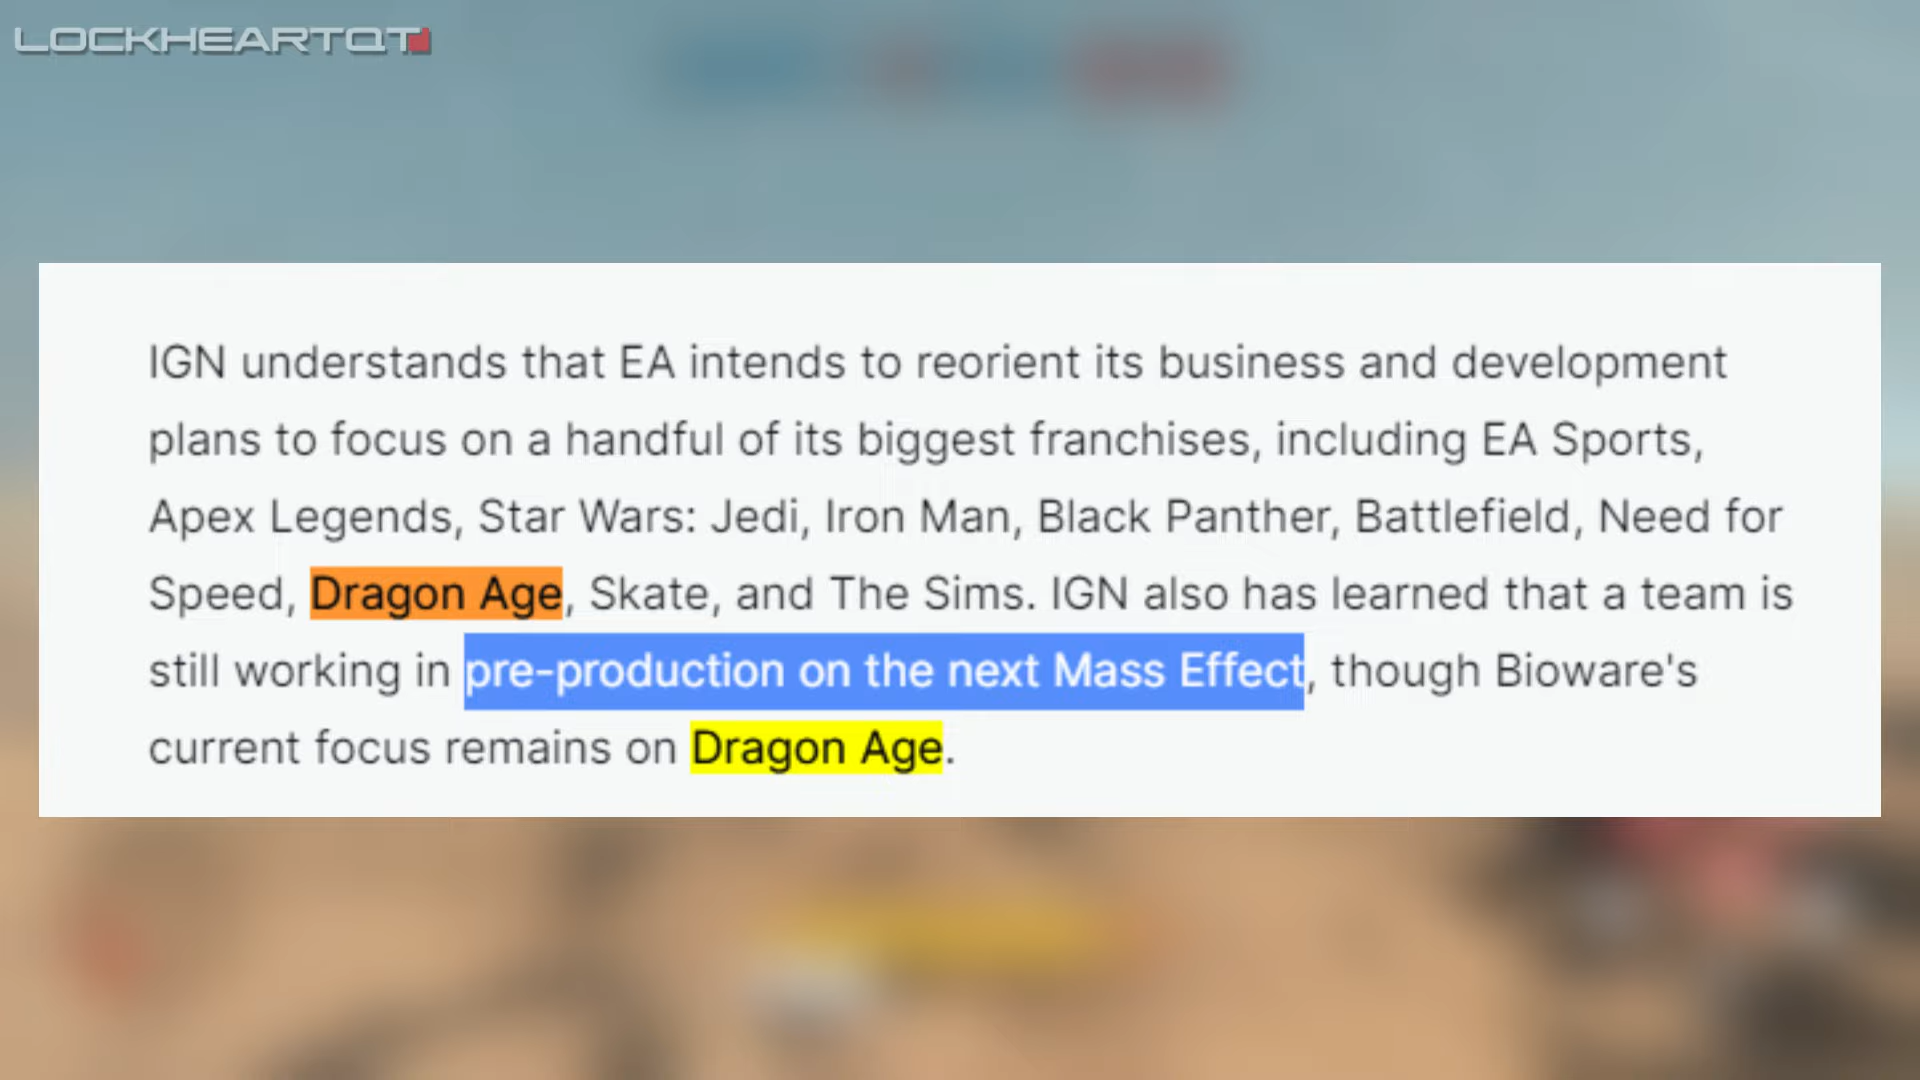 LOCKHEARTQT
IGN understands that EA intends to reorient its business and development
plans to focus on a handful of its biggest franchises, including EA Sports,
Apex Legends, Star Wars: Jedi, Iron Man, Black Panther, Battlefield, Need for
Speed, Dragon Age, Skate, and The Sims. IGN also has learned that a team is
still working in pre-production on the next Mass Effect, though Bioware's
current focus remains on Dragon Age.